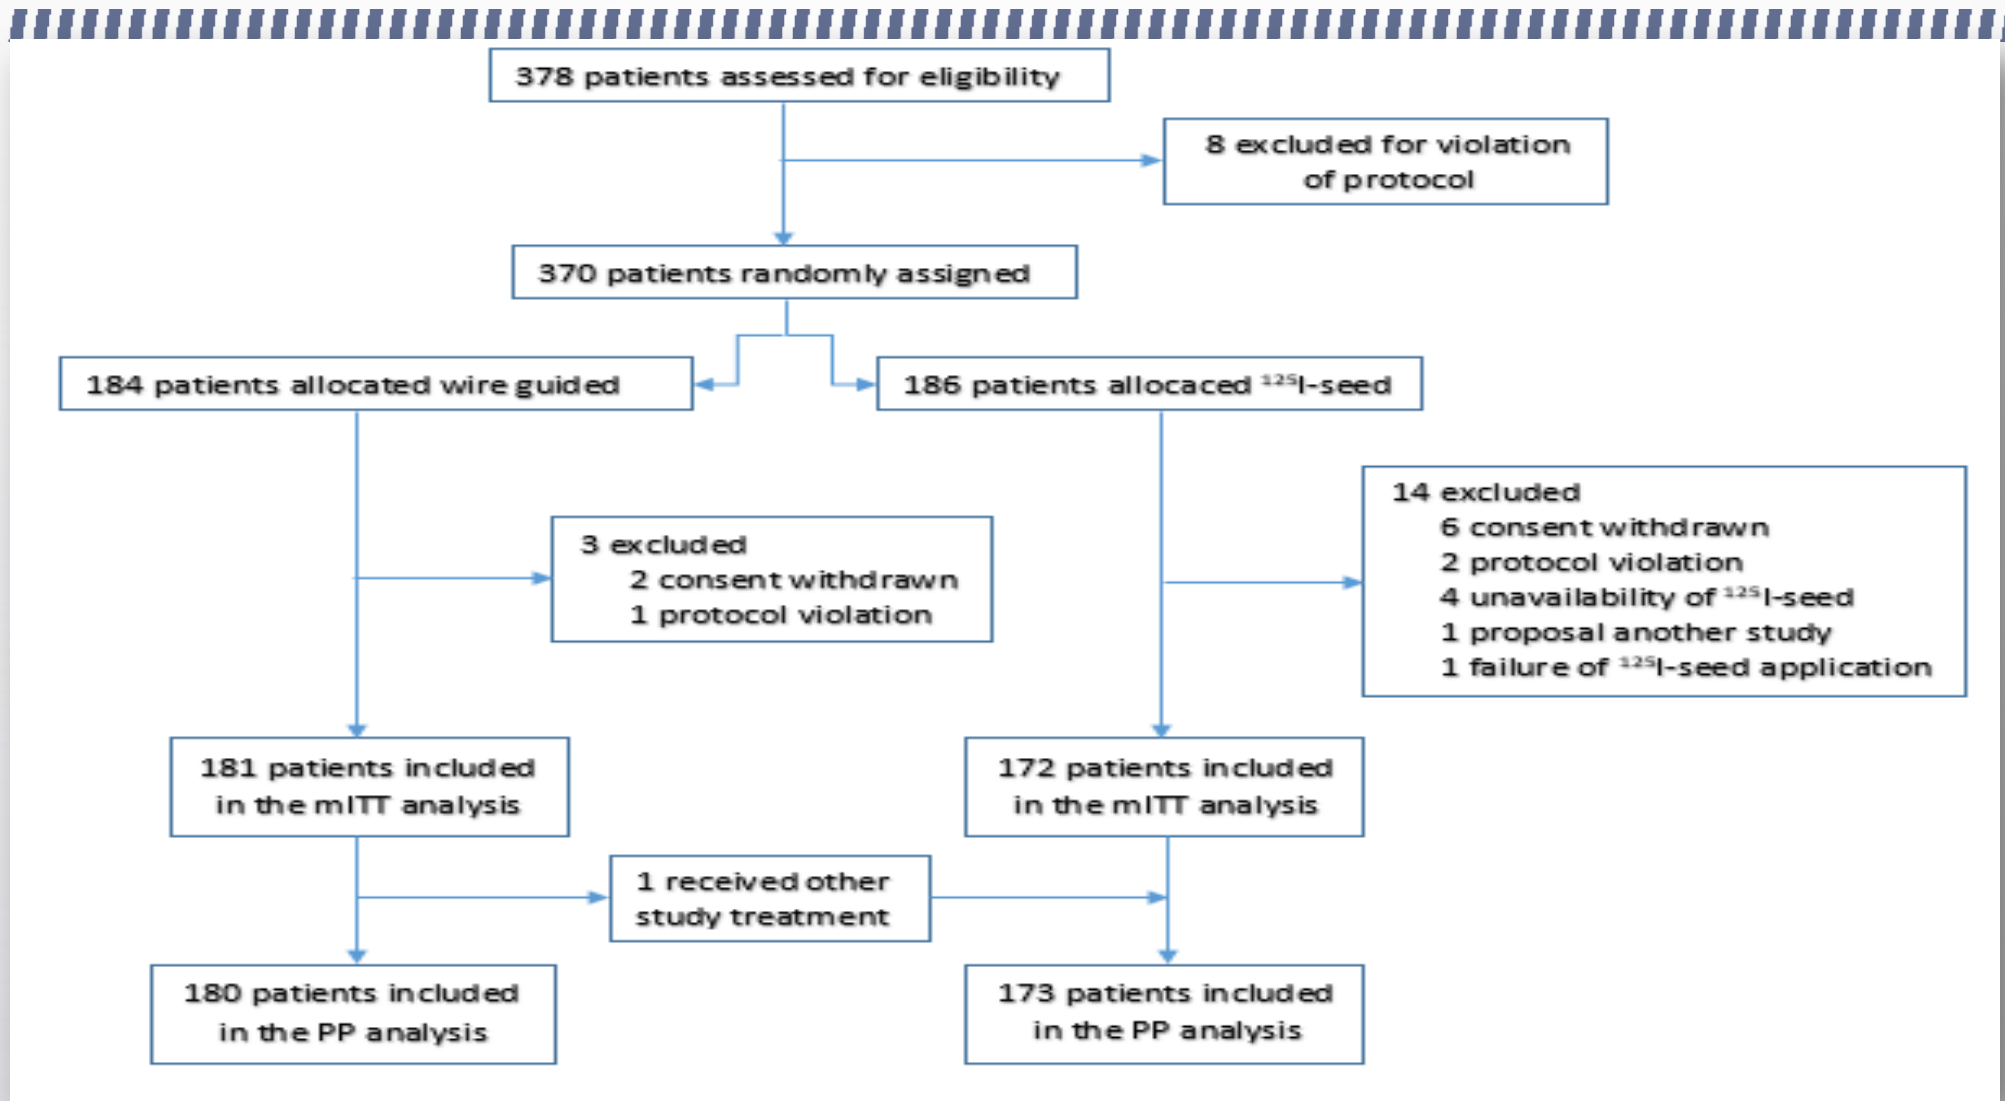 378 patients assessed for eligibility
8 excluded for violation
of protocol
370 patients randomly assigned
184 patients allocated wire guided
186 patients allocaced ¹²⁵I-seed
3 excluded
2 consent withdrawn
1 protocol violation
14 excluded
6 consent withdrawn
2 protocol violation
4 unavailability of ¹²⁵I-seed
1 proposal another study
1 failure of ¹²⁵I-seed application
181 patients included
in the mITT analysis
172 patients included
in the mITT analysis
1 received other
study treatment
180 patients included
in the PP analysis
173 patients included
in the PP analysis